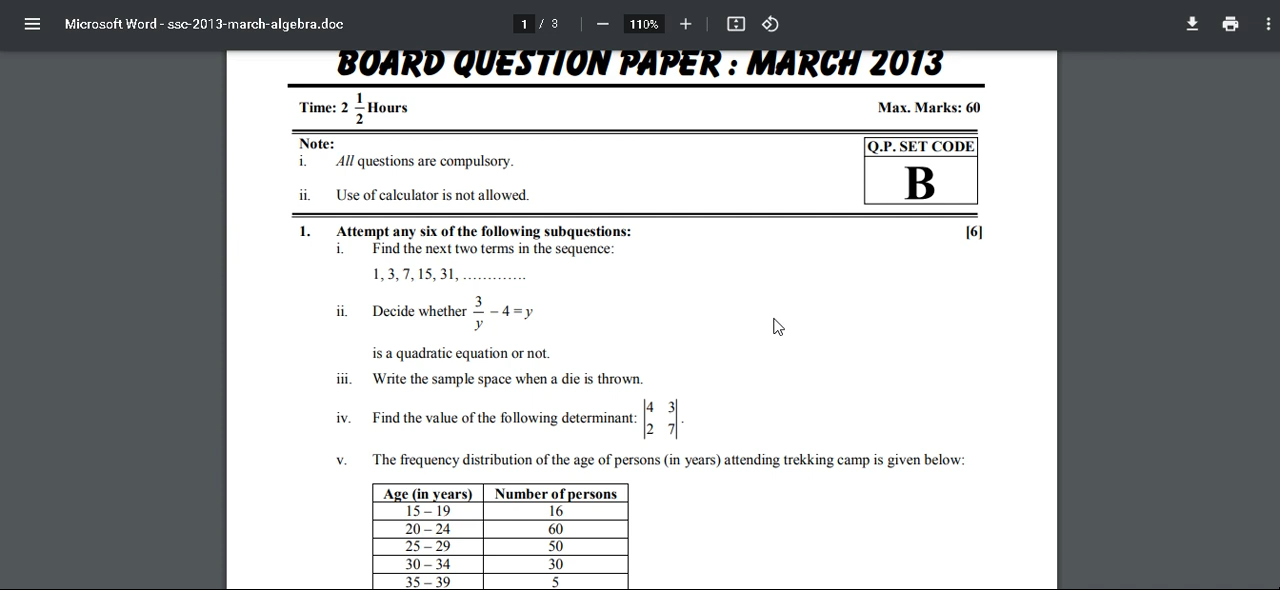 Microsoft Word - ssc-2013-march-algebra.doc
1 / 3
110%
BOARD QUESTION PAPER : MARCH 2013
Time: 2 1/2 Hours
Max. Marks: 60
Note:
i. All questions are compulsory.
ii. Use of calculator is not allowed.
Q.P. SET CODE
B
1. Attempt any six of the following subquestions: [6]
i. Find the next two terms in the sequence:
1, 3, 7, 15, 31, .............
ii. Decide whether 3/y − 4 = y
is a quadratic equation or not.
iii. Write the sample space when a die is thrown.
iv. Find the value of the following determinant: |4 3|
|2 7| .
v. The frequency distribution of the age of persons (in years) attending trekking camp is given below:
Age (in years) Number of persons
15 – 19 16
20 – 24 60
25 – 29 50
30 – 34 30
35 – 39 5